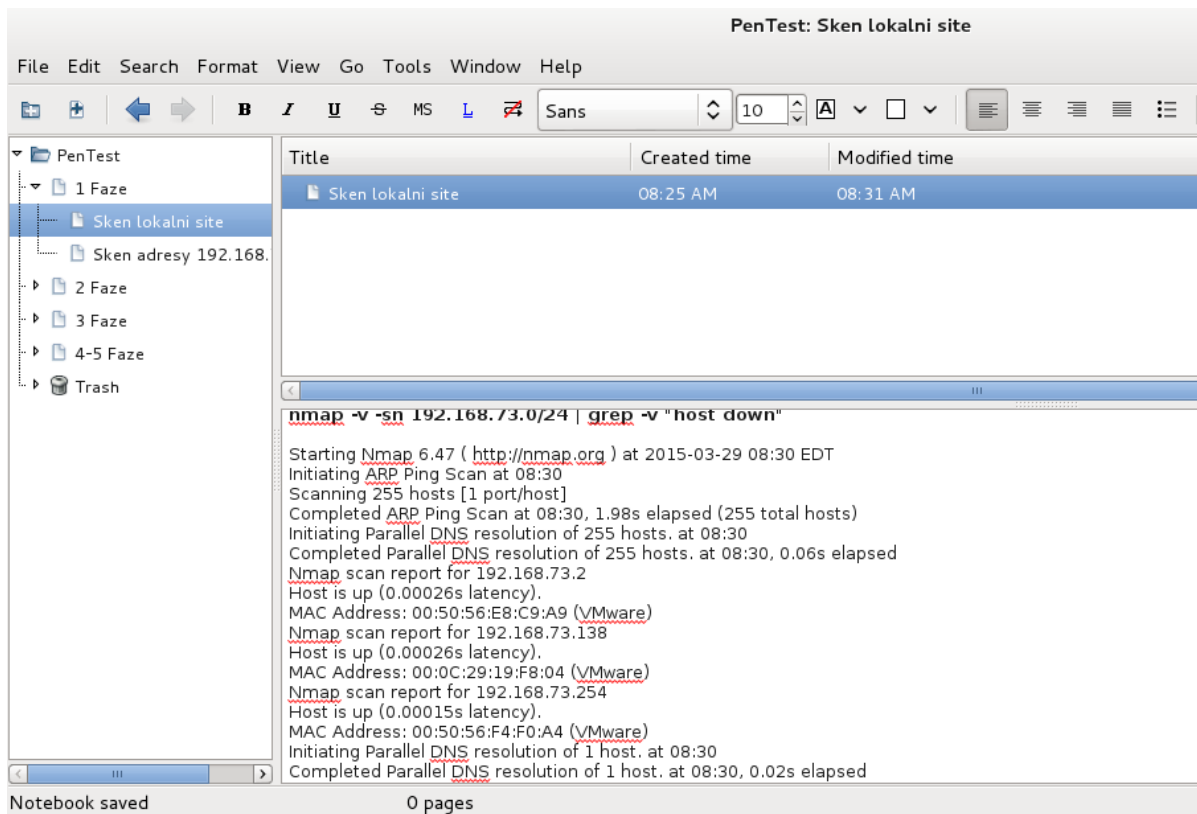 PenTest: Sken lokalni site
File Edit Search Format View Go Tools Window Help
B I U S MS L Sans 10 A
PenTest
1 Faze
Sken lokalni site
Sken adresy 192.168.
2 Faze
3 Faze
4-5 Faze
Trash
Title Created time Modified time
Sken lokalni site 08:25 AM 08:31 AM
nmap -v -sn 192.168.73.0/24 | grep -v "host down"
Starting Nmap 6.47 ( http://nmap.org ) at 2015-03-29 08:30 EDT
Initiating ARP Ping Scan at 08:30
Scanning 255 hosts [1 port/host]
Completed ARP Ping Scan at 08:30, 1.98s elapsed (255 total hosts)
Initiating Parallel DNS resolution of 255 hosts. at 08:30
Completed Parallel DNS resolution of 255 hosts. at 08:30, 0.06s elapsed
Nmap scan report for 192.168.73.2
Host is up (0.00026s latency).
MAC Address: 00:50:56:E8:C9:A9 (VMware)
Nmap scan report for 192.168.73.138
Host is up (0.00026s latency).
MAC Address: 00:0C:29:19:F8:04 (VMware)
Nmap scan report for 192.168.73.254
Host is up (0.00015s latency).
MAC Address: 00:50:56:F4:F0:A4 (VMware)
Initiating Parallel DNS resolution of 1 host. at 08:30
Completed Parallel DNS resolution of 1 host. at 08:30, 0.02s elapsed
Notebook saved 0 pages